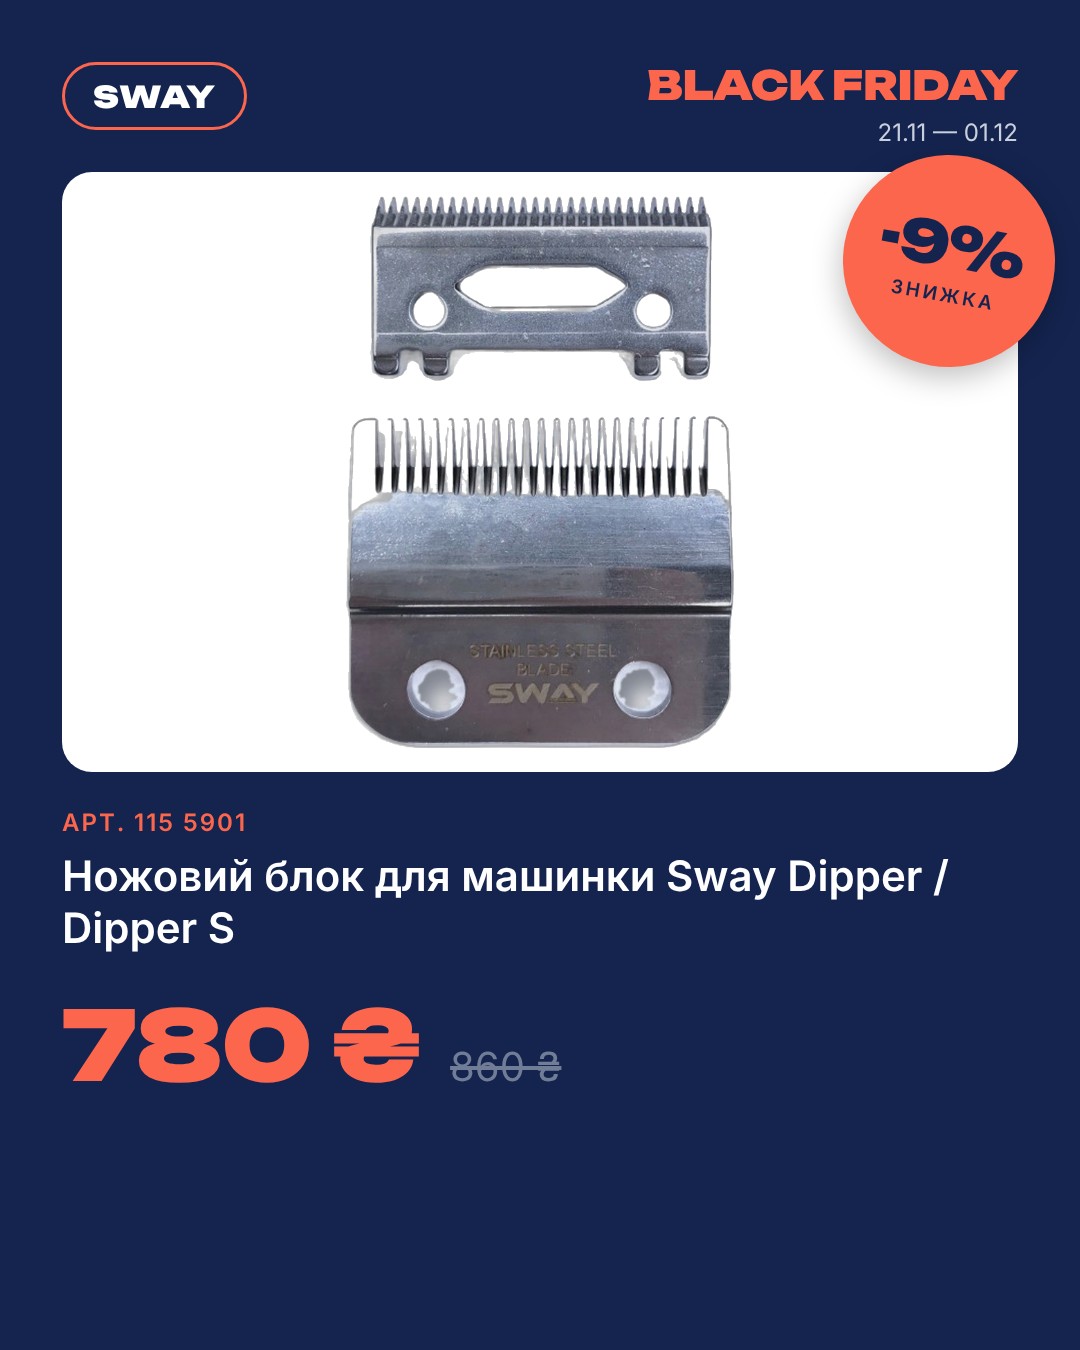 SWAY
BLACK FRIDAY
21.11 — 01.12
-9%
ЗНИЖКА
STAINLESS STEEL
BLADE
SWAY
АРТ. 115 5901
Ножовий блок для машинки Sway Dipper /
Dipper S
780 ₴
860 ₴